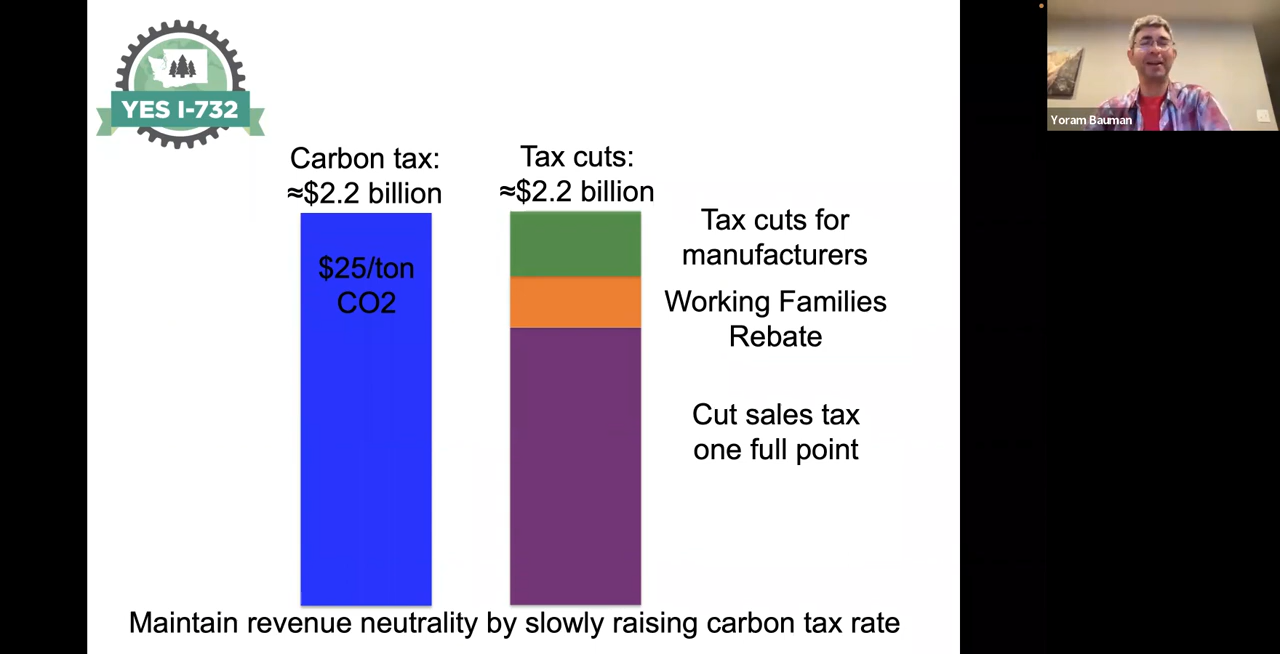 YES I-732
Carbon tax:
≈$2.2 billion
Tax cuts:
≈$2.2 billion
$25/ton
CO2
Tax cuts for
manufacturers
Working Families
Rebate
Cut sales tax
one full point
Maintain revenue neutrality by slowly raising carbon tax rate
Yoram Bauman